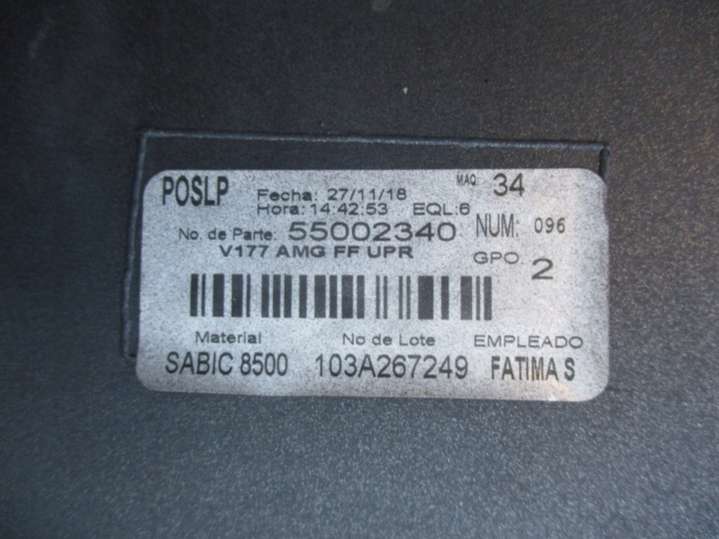 POSLP Fecha: 27/11/18 MAQ 34
Hora: 14:42:53 EQL:6
No. de Parte: 55002340 NUM: 096
V177 AMG FF UPR GPO. 2
Material No de Lote EMPLEADO
SABIC 8500 103A267249 FATIMA S